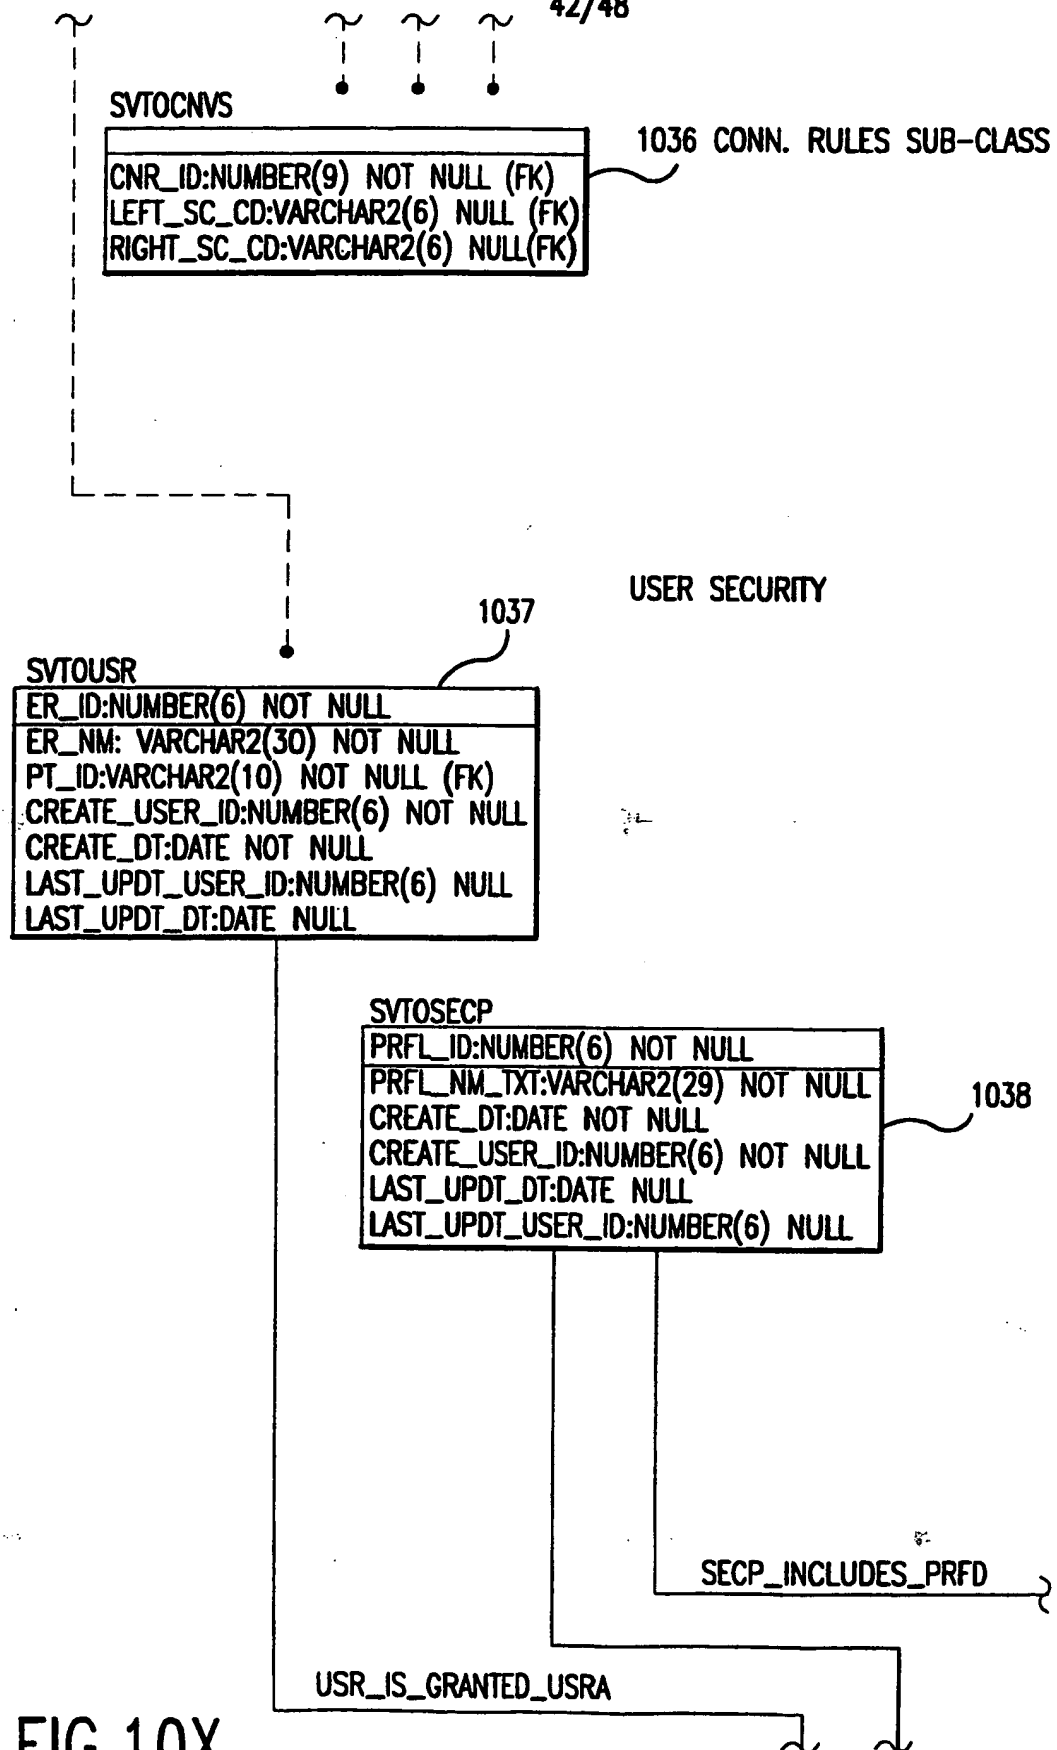 42/48
SVTOCNVS
1036 CONN. RULES SUB-CLASS
CNR_ID:NUMBER(9) NOT NULL (FK)
LEFT_SC_CD:VARCHAR2(6) NULL (FK)
RIGHT_SC_CD:VARCHAR2(6) NULL(FK)
USER SECURITY
1037
SVTOUSR
ER_ID:NUMBER(6) NOT NULL
ER_NM: VARCHAR2(30) NOT NULL
PT_ID:VARCHAR2(10) NOT NULL (FK)
CREATE_USER_ID:NUMBER(6) NOT NULL
CREATE_DT:DATE NOT NULL
LAST_UPDT_USER_ID:NUMBER(6) NULL
LAST_UPDT_DT:DATE NULL
SVTOSECP
PRFL_ID:NUMBER(6) NOT NULL
PRFL_NM_TXT:VARCHAR2(29) NOT NULL
CREATE_DT:DATE NOT NULL
CREATE_USER_ID:NUMBER(6) NOT NULL
LAST_UPDT_DT:DATE NULL
LAST_UPDT_USER_ID:NUMBER(6) NULL
1038
SECP_INCLUDES_PRFD
USR_IS_GRANTED_USRA
FIG.10X